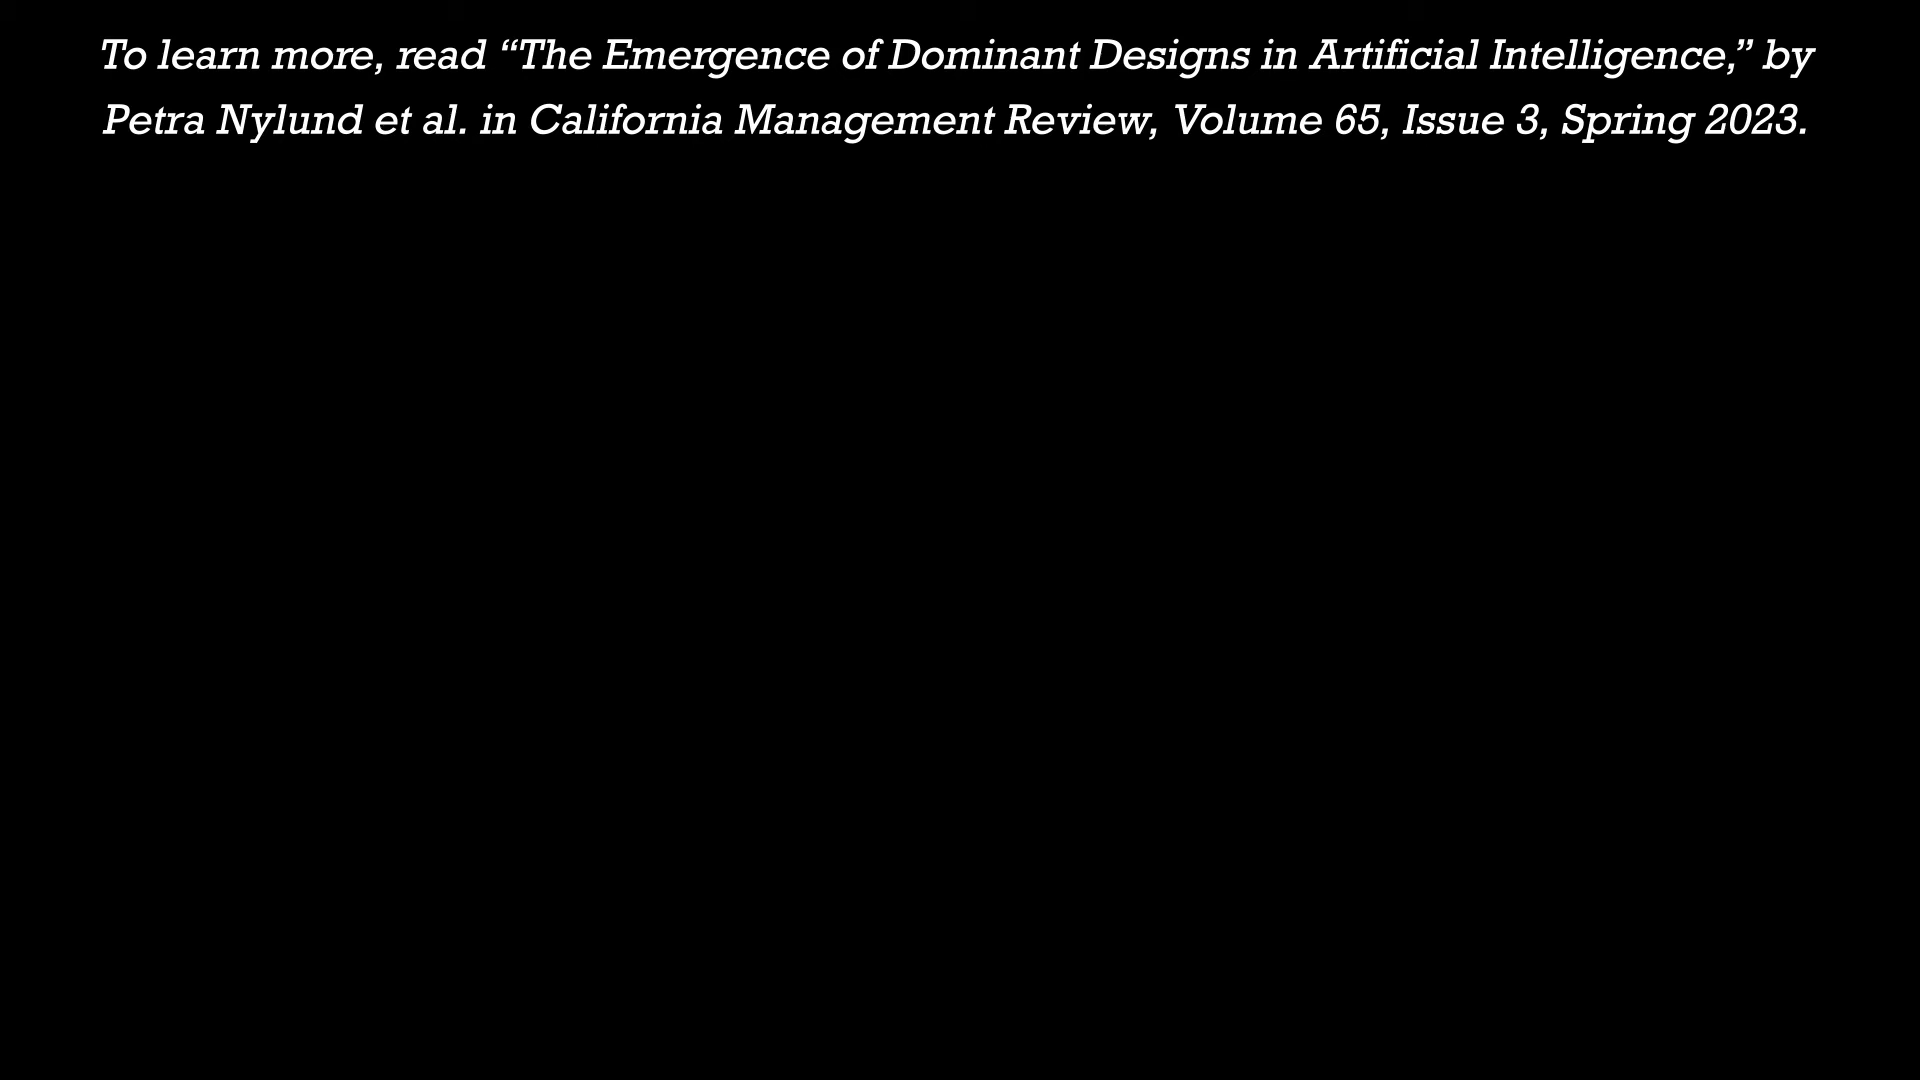 To learn more, read “The Emergence of Dominant Designs in Artificial Intelligence,” by
Petra Nylund et al. in California Management Review, Volume 65, Issue 3, Spring 2023.